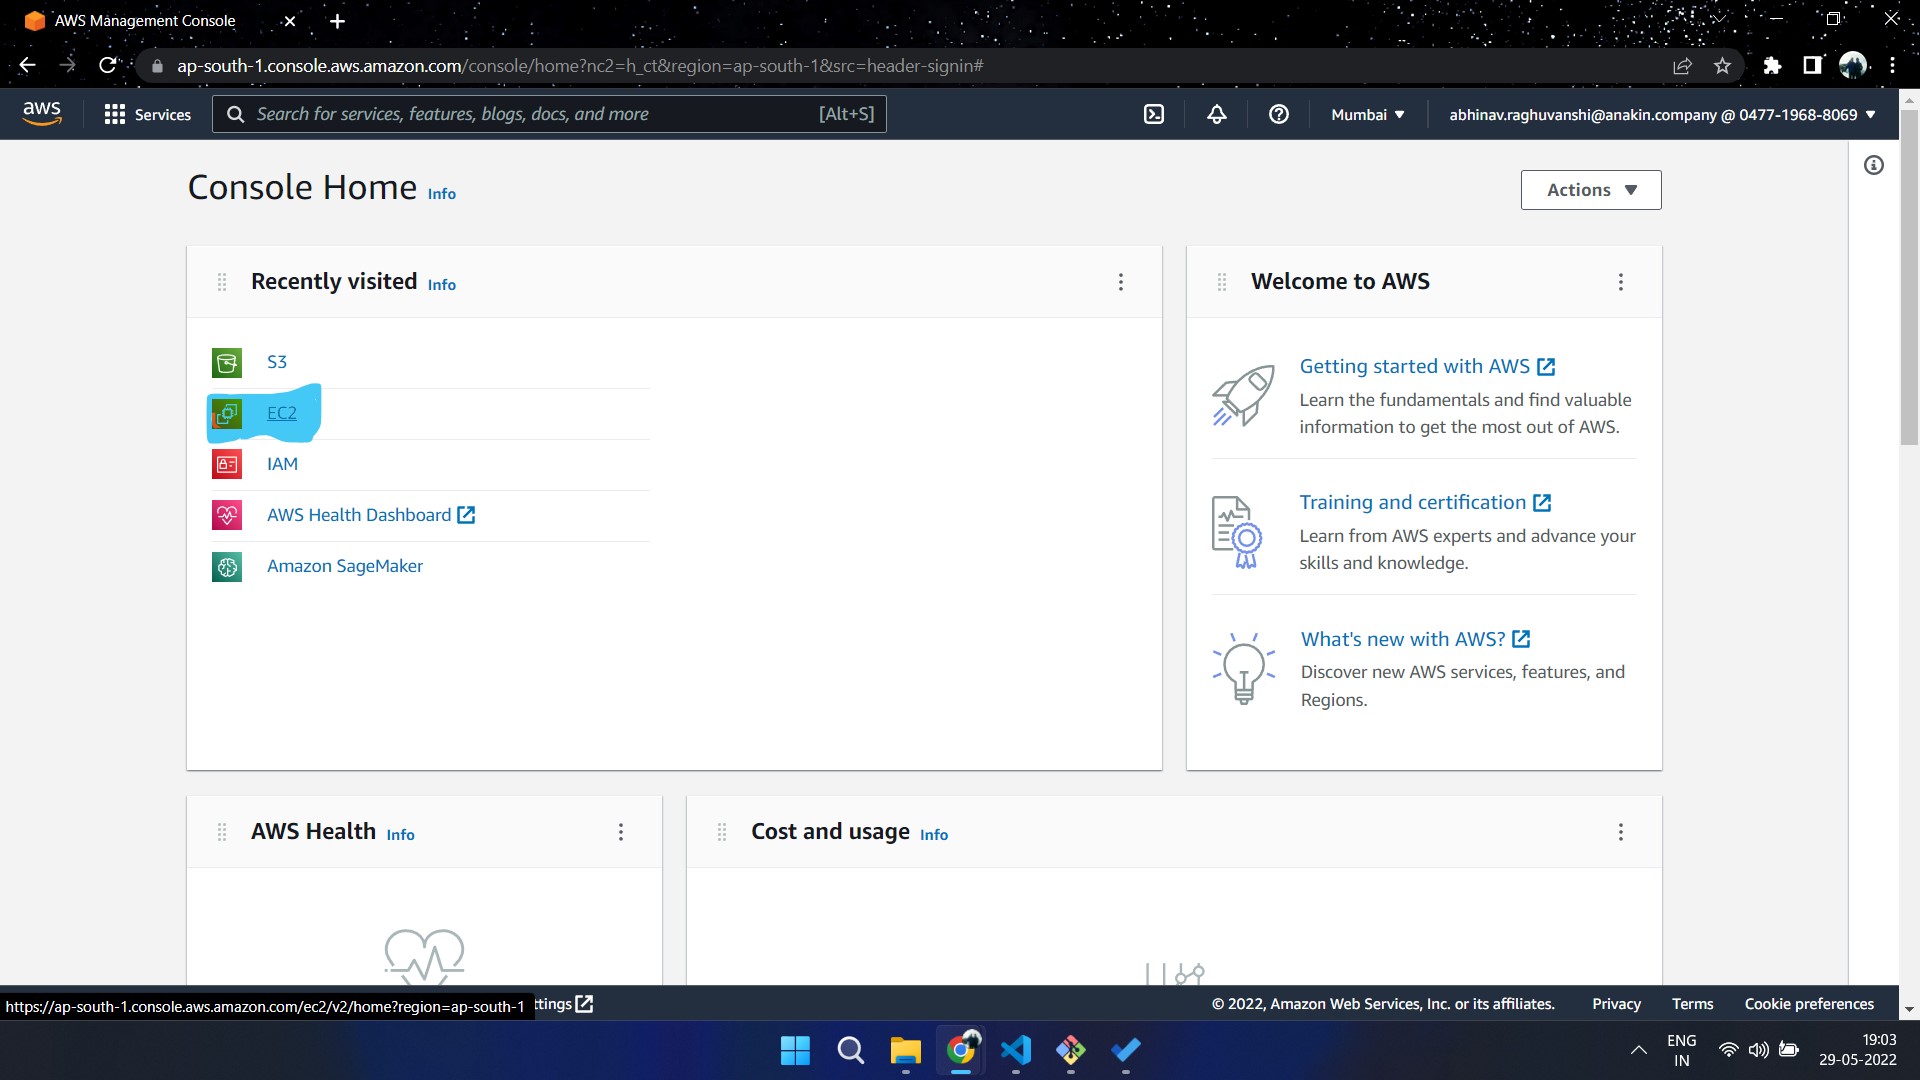 AWS Management Console
ap-south-1.console.aws.amazon.com/console/home?nc2=h_ct&region=ap-south-1&src=header-signin#
aws
Services
Search for services, features, blogs, docs, and more
[Alt+S]
Mumbai
abhinav.raghuvanshi@anakin.company @ 0477-1968-8069
Console Home Info
Actions
Recently visited Info
S3
EC2
IAM
AWS Health Dashboard
Amazon SageMaker
Welcome to AWS
Getting started with AWS
Learn the fundamentals and find valuable
information to get the most out of AWS.
Training and certification
Learn from AWS experts and advance your
skills and knowledge.
What's new with AWS?
Discover new AWS services, features, and
Regions.
AWS Health Info
Cost and usage Info
https://ap-south-1.console.aws.amazon.com/ec2/v2/home?region=ap-south-1
ttings
© 2022, Amazon Web Services, Inc. or its affiliates.
Privacy
Terms
Cookie preferences
ENG
IN
19:03
29-05-2022